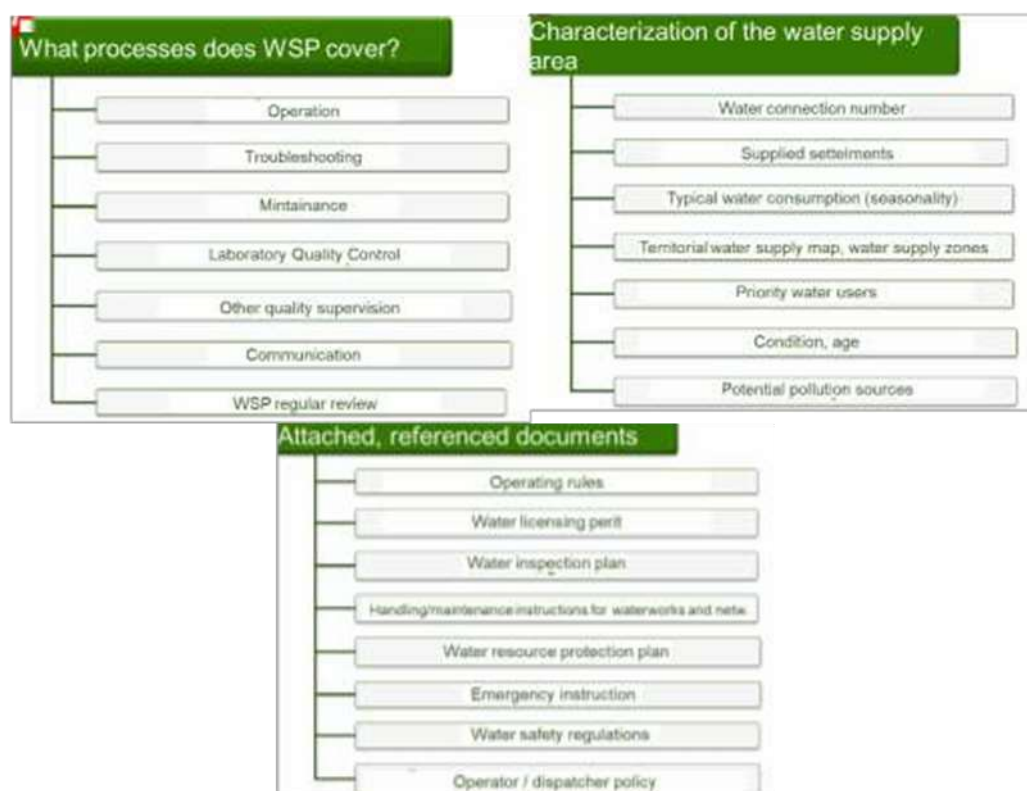 What processes does WSP cover?
Operation
Troubleshooting
Mintainance
Laboratory Quality Control
Other quality supervision
Communication
WSP regular review
Characterization of the water supply
area
Water connection number
Supplied settelments
Typical water consumption (seasonality)
Territorial water supply map, water supply zones
Priority water users
Condition, age
Potential pollution sources
Attached, referenced documents
Operating rules
Water licensing perit
Water inspection plan
Handling/maintenance instructions for waterworks and netw.
Water resource protection plan
Emergency instruction
Water safety regulations
Operator / dispatcher policy